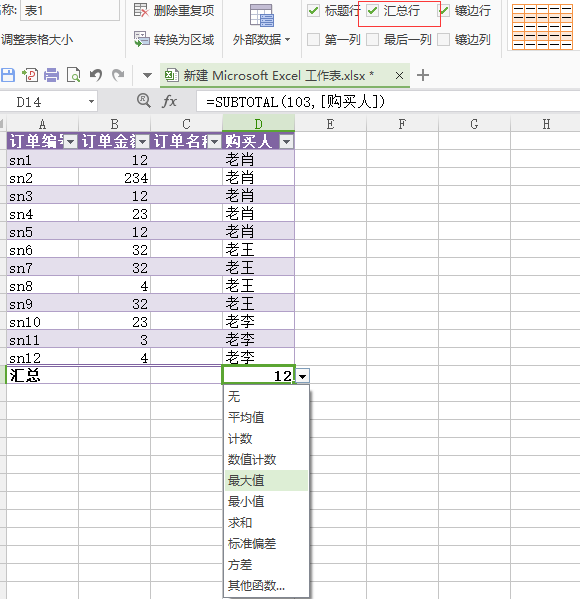 名称: 表1 删除重复项 标题行 汇总行 镶边行
调整表格大小 转换为区域 外部数据 第一列 最后一列 镶边列
新建 Microsoft Excel 工作表.xlsx *
D14 fx =SUBTOTAL(103,[购买人])
A B C D E F G H
订单编号 订单金额 订单名称 购买人
sn1 12 老肖
sn2 234 老肖
sn3 12 老肖
sn4 23 老肖
sn5 12 老肖
sn6 32 老王
sn7 32 老王
sn8 4 老王
sn9 32 老王
sn10 23 老李
sn11 3 老李
sn12 4 老李
汇总 12
无
平均值
计数
数值计数
最大值
最小值
求和
标准偏差
方差
其他函数...